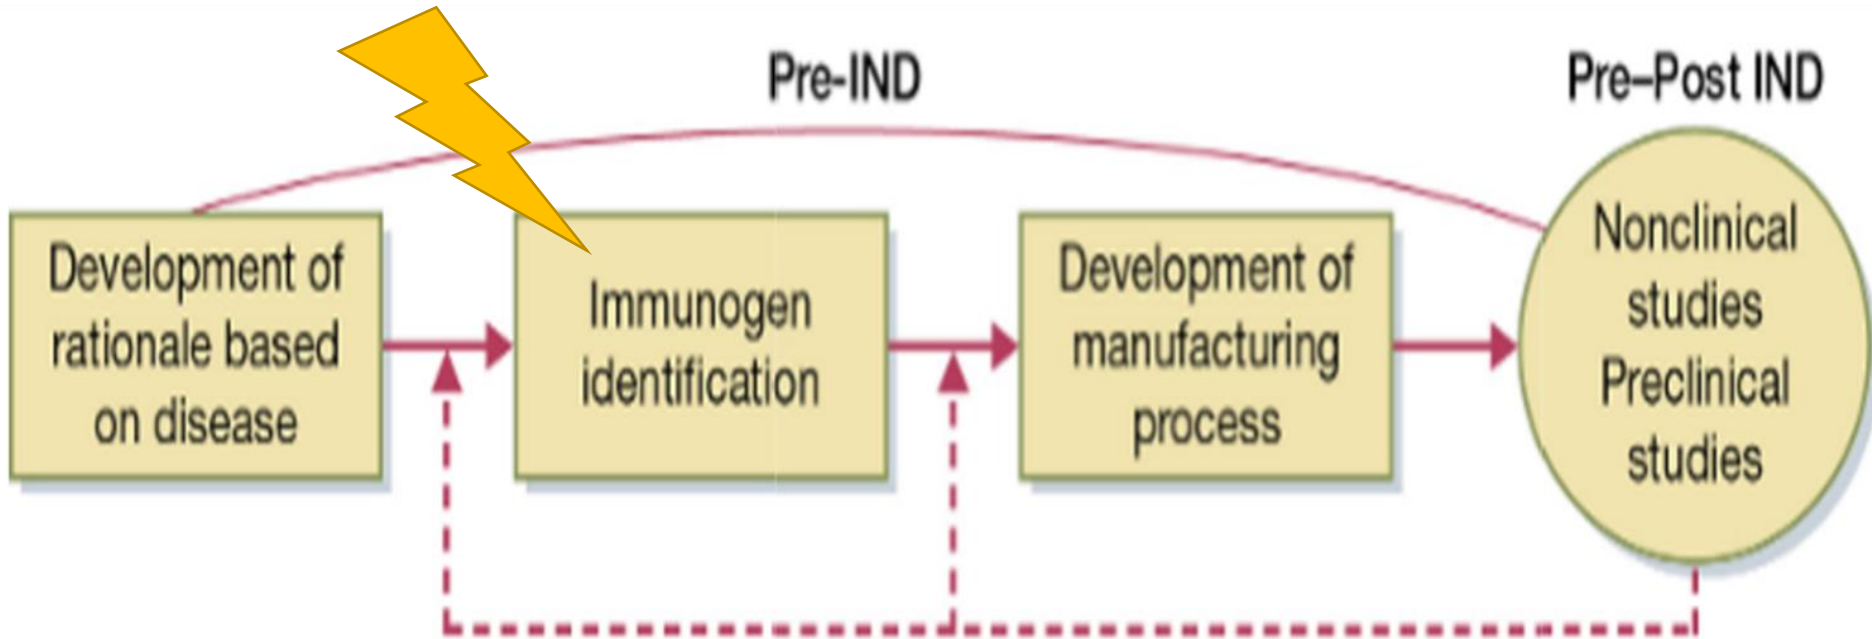 Pre-IND
Pre–Post IND
Development of
rationale based
on disease
Immunogen
identification
Development of
manufacturing
process
Nonclinical
studies
Preclinical
studies